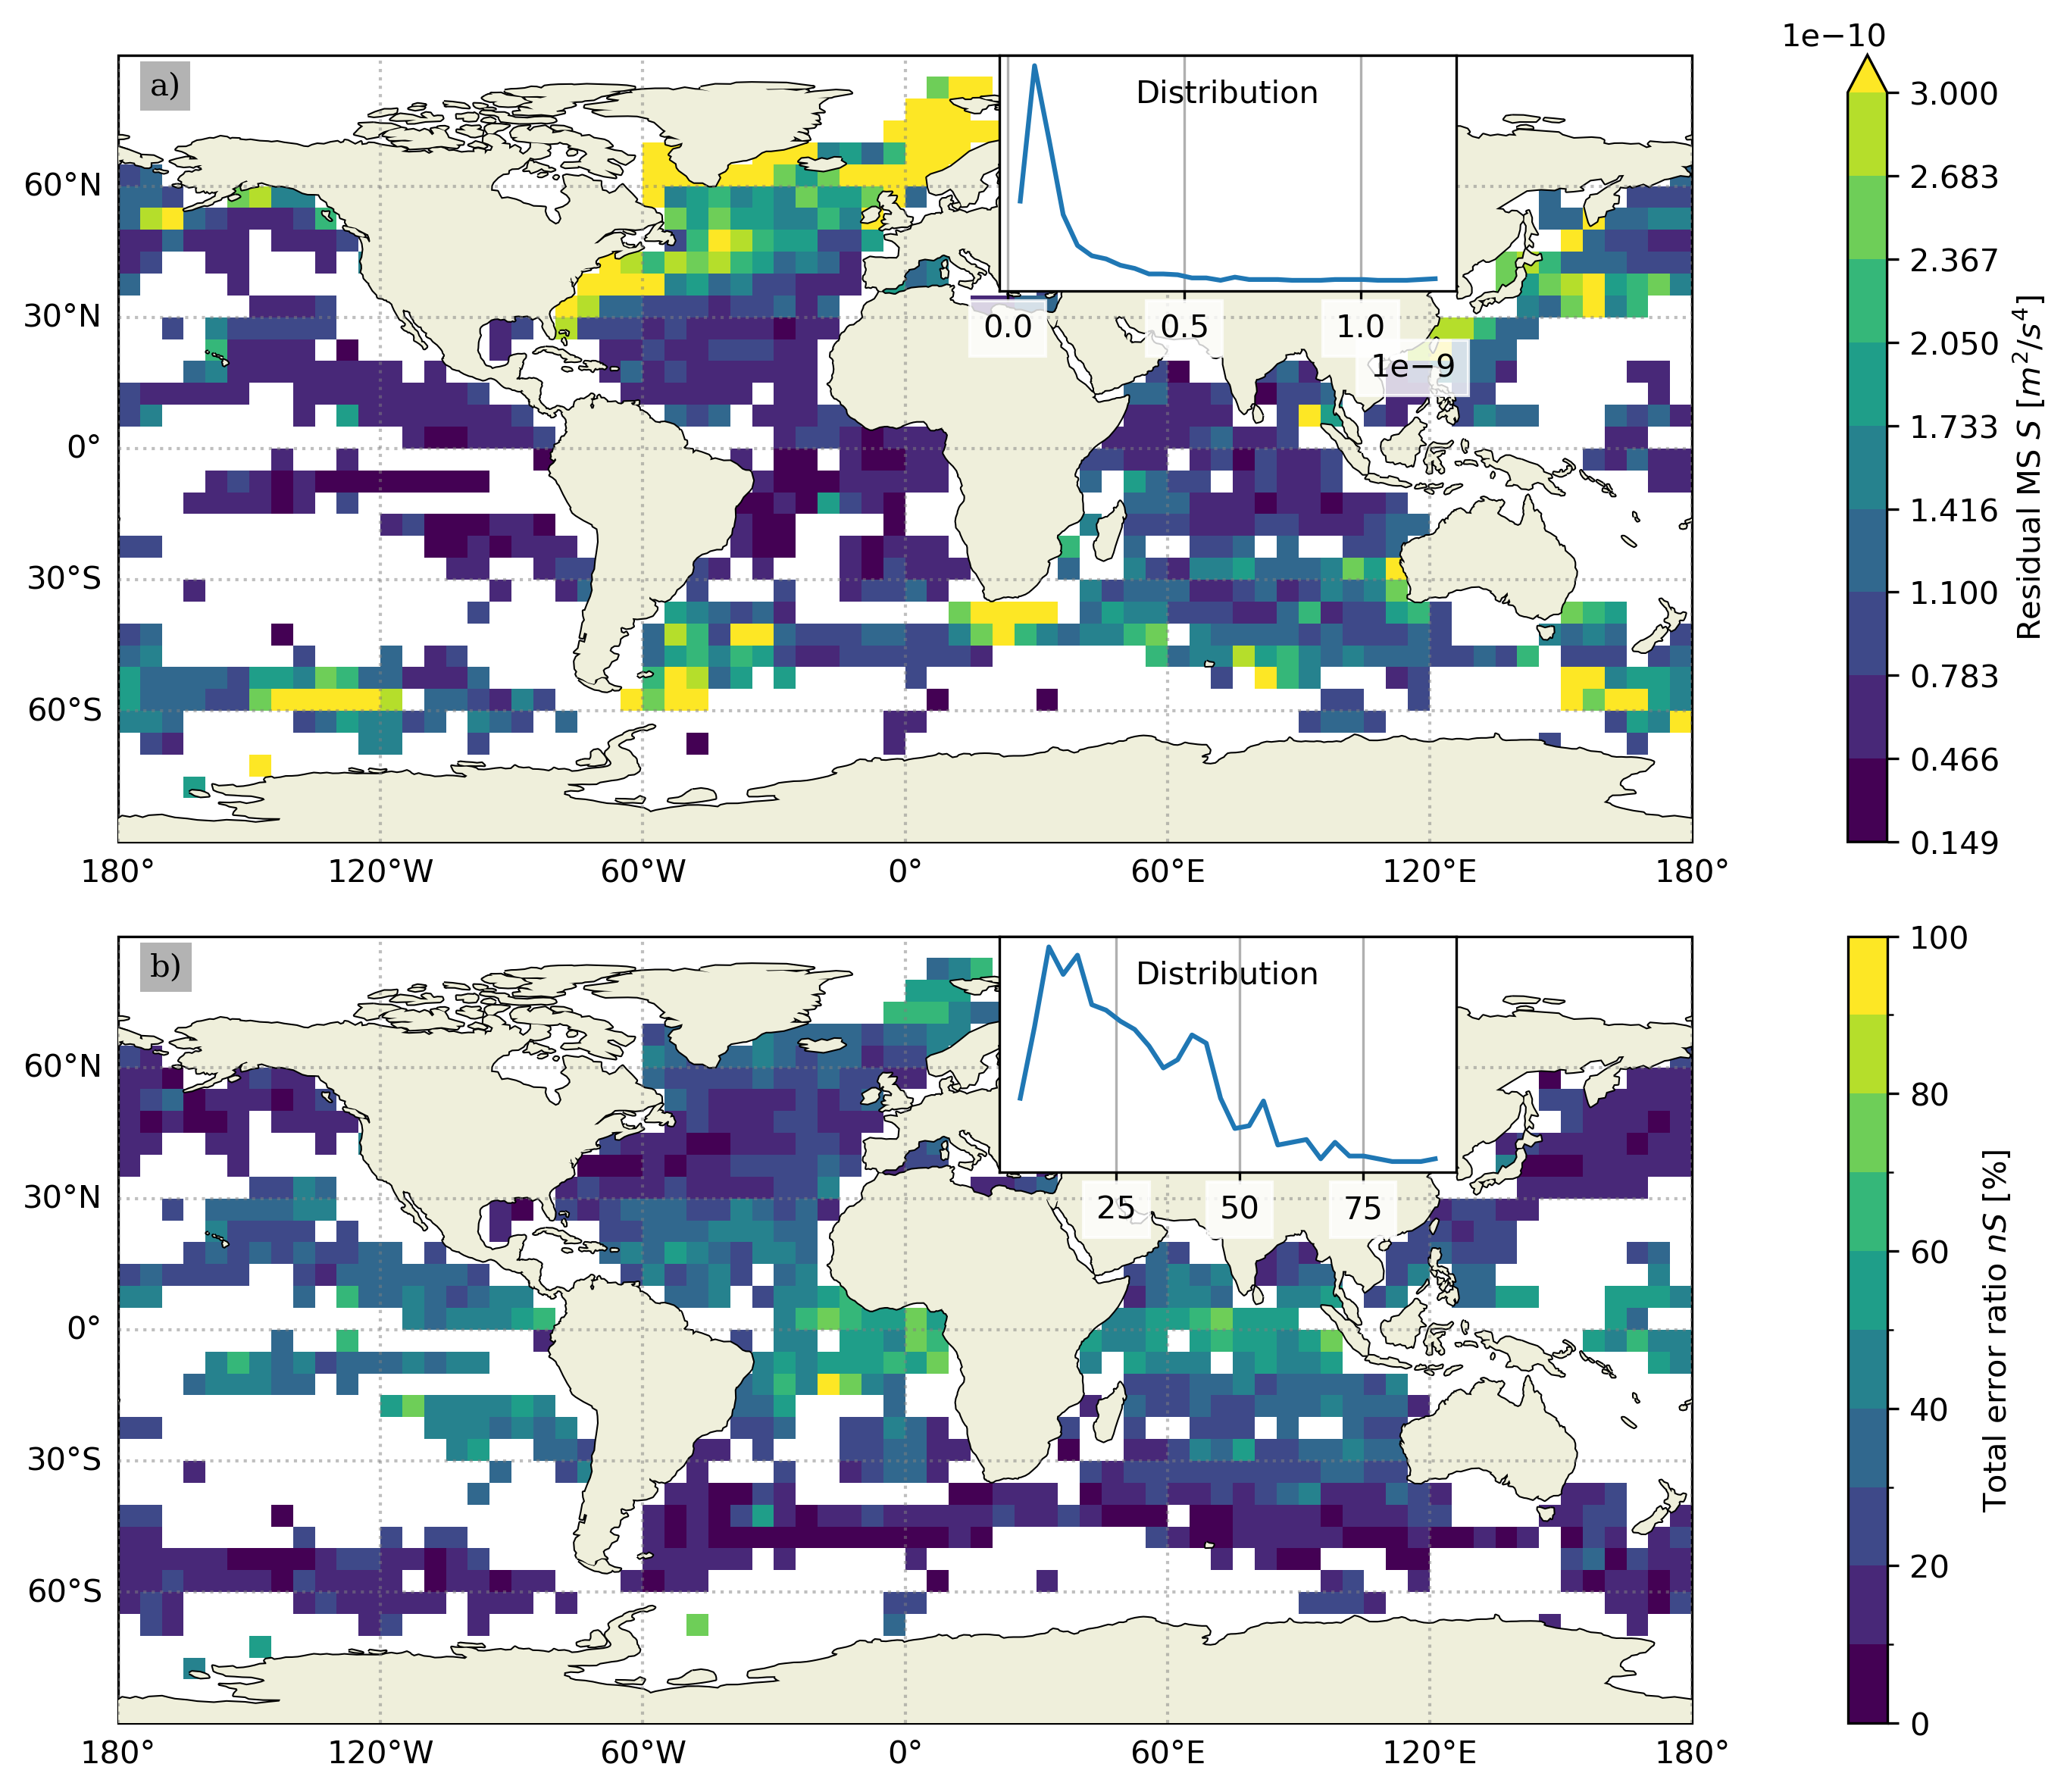 1e−10
a)
Distribution
60°N
30°N
0°
30°S
60°S
0.0
0.5
1.0
1e−9
180°
120°W
60°W
0°
60°E
120°E
180°
3.000
2.683
2.367
2.050
1.733
1.416
1.100
0.783
0.466
0.149
Residual MS S [m²/s⁴]
b)
Distribution
60°N
30°N
0°
30°S
60°S
25
50
75
180°
120°W
60°W
0°
60°E
120°E
180°
100
80
60
40
20
0
Total error ratio nS [%]